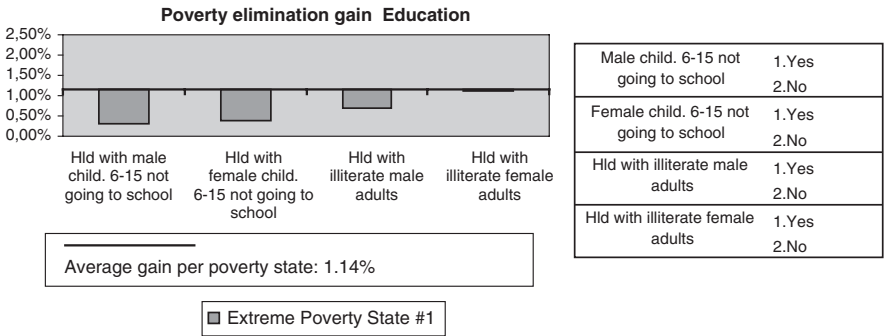 Poverty elimination gain Education
2,50%
2,00%
1,50%
1,00%
0,50%
0,00%
Hld with male
child. 6-15 not
going to school
Hld with
female child.
6-15 not going to
school
Hld with
illiterate male
adults
Hld with
illiterate female
adults
Average gain per poverty state: 1.14%
Extreme Poverty State #1
Male child. 6-15 not
going to school
1.Yes
2.No
Female child. 6-15 not
going to school
1.Yes
2.No
Hld with illiterate male
adults
1.Yes
2.No
Hld with illiterate female
adults
1.Yes
2.No